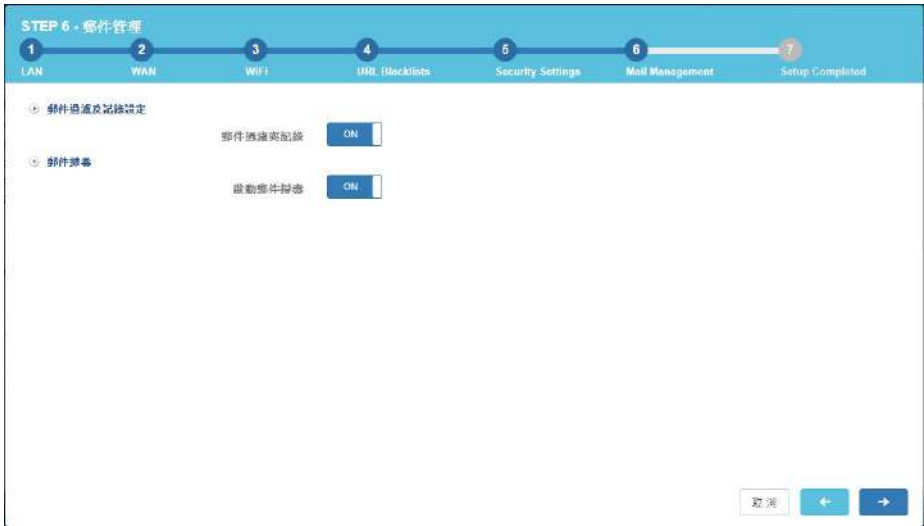 STEP 6 - 郵件管理
1 2 3 4 5 6 7
LAN WAN WiFi URL Blacklists Security Settings Mail Management Setup Completed
郵件過濾及記錄設定
郵件過濾與記錄 ON
郵件掃毒
啟動郵件掃毒 ON
取消